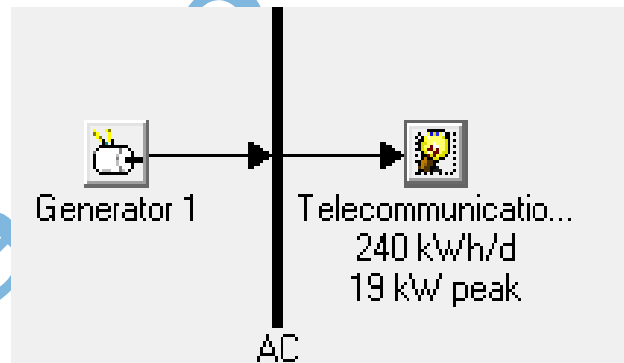 Generator 1
Telecommunicatio...
240 kWh/d
19 kW peak
AC